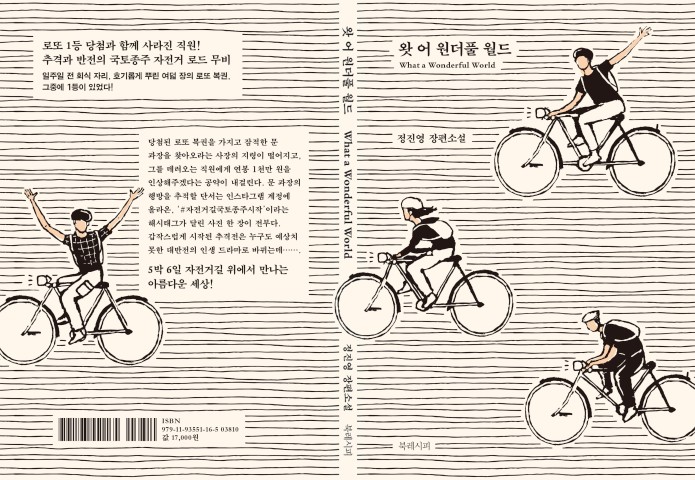 로또 1등 당첨과 함께 사라진 직원!
추격과 반전의 국토종주 자전거 로드 무비
일주일 전 회식 자리, 호기롭게 뿌린 여덟 장의 로또 복권,
그중에 1등이 있었다!
당첨된 로또 복권을 가지고 잠적한 문
과장을 찾아오라는 사장의 지령이 떨어지고,
그를 데려오는 직원에게 연봉 1천만 원을
인상해주겠다는 공약이 내걸린다. 문 과장의
행방을 추적할 단서는 인스타그램 계정에
올라온, '#자전거길국토종주시작'이라는
해시태그가 달린 사진 한 장이 전부다.
갑작스럽게 시작된 추격전은 누구도 예상치
못한 대반전의 인생 드라마로 바뀌는데……
5박 6일 자전거길 위에서 만나는
아름다운 세상!
ISBN
979-11-93551-16-5 03810
값 17,000원
왓 어 원더풀 월드 What a Wonderful World 정진영 장편소설 북레시피
왓 어 원더풀 월드
What a Wonderful World
정진영 장편소설
북레시피